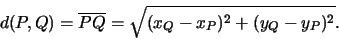 $d(P, Q) = \overline{PQ} = \sqrt{(x_Q - x_P)^2 + (y_Q - y_P)^2}.$